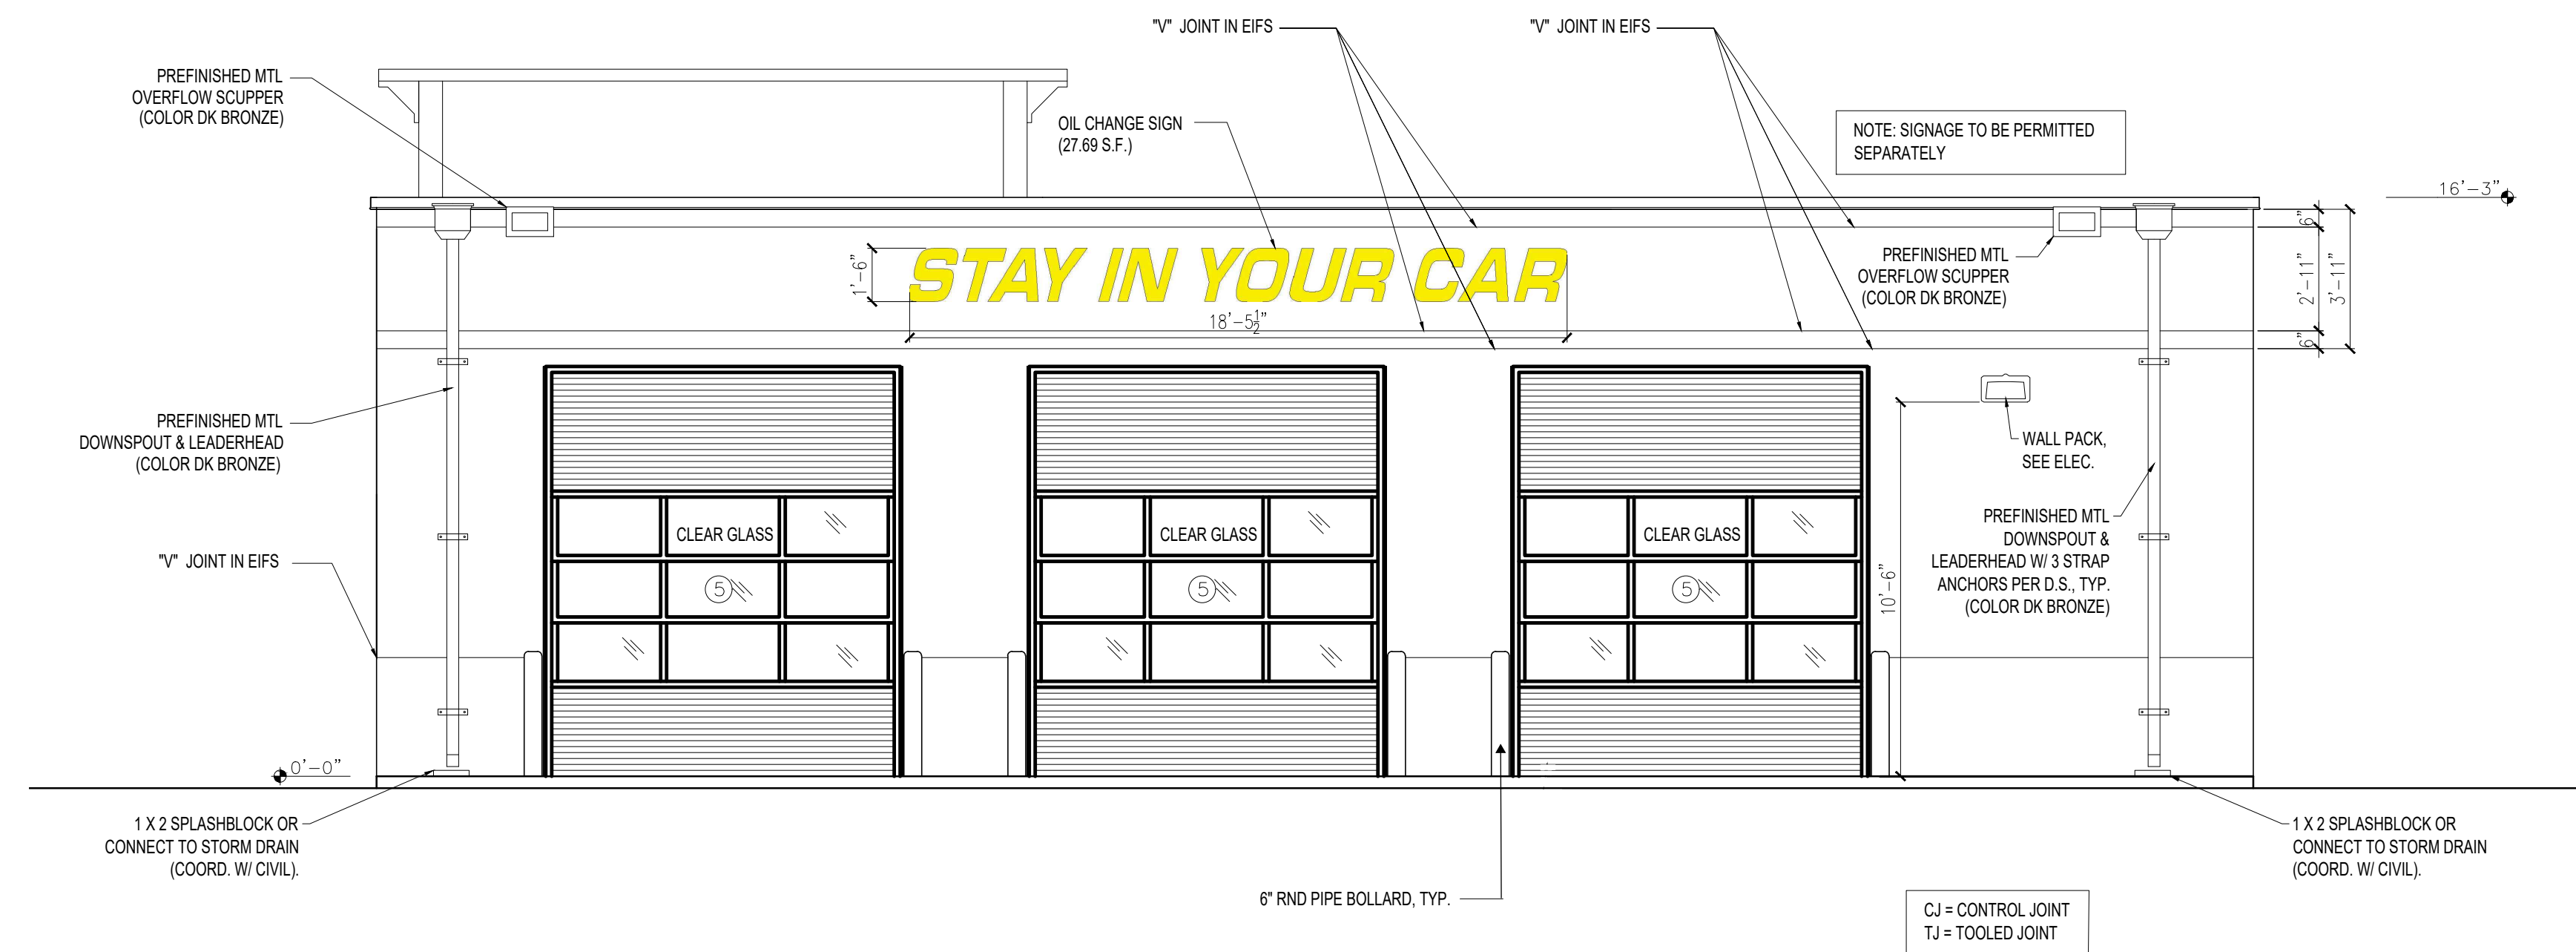 "V" JOINT IN EIFS
"V" JOINT IN EIFS
PREFINISHED MTL
OVERFLOW SCUPPER
(COLOR DK BRONZE)
OIL CHANGE SIGN
(27.69 S.F.)
NOTE: SIGNAGE TO BE PERMITTED
SEPARATELY
16'-3"
6"
STAY IN YOUR CAR
1'-6"
18'-5½"
PREFINISHED MTL
OVERFLOW SCUPPER
(COLOR DK BRONZE)
2'-11"
3'-11"
6"
PREFINISHED MTL
DOWNSPOUT & LEADERHEAD
(COLOR DK BRONZE)
WALL PACK,
SEE ELEC.
CLEAR GLASS
CLEAR GLASS
CLEAR GLASS
5
5
5
10'-6"
PREFINISHED MTL
DOWNSPOUT &
LEADERHEAD W/ 3 STRAP
ANCHORS PER D.S., TYP.
(COLOR DK BRONZE)
"V" JOINT IN EIFS
0'-0"
1 X 2 SPLASHBLOCK OR
CONNECT TO STORM DRAIN
(COORD. W/ CIVIL).
1 X 2 SPLASHBLOCK OR
CONNECT TO STORM DRAIN
(COORD. W/ CIVIL).
6" RND PIPE BOLLARD, TYP.
CJ = CONTROL JOINT
TJ = TOOLED JOINT